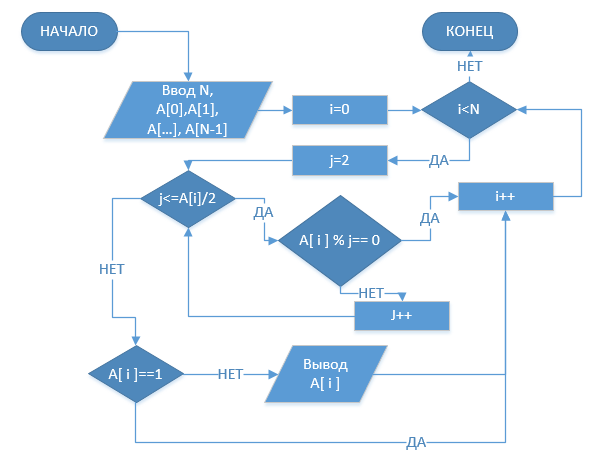 НАЧАЛО
КОНЕЦ
НЕТ
Ввод N,
A[0],A[1],
A[...], A[N-1]
i=0
i<N
j=2
ДА
j<=A[i]/2
ДА
A[ i ] % j== 0
ДА
i++
НЕТ
НЕТ
J++
A[ i ]==1
НЕТ
Вывод
A[ i ]
ДА